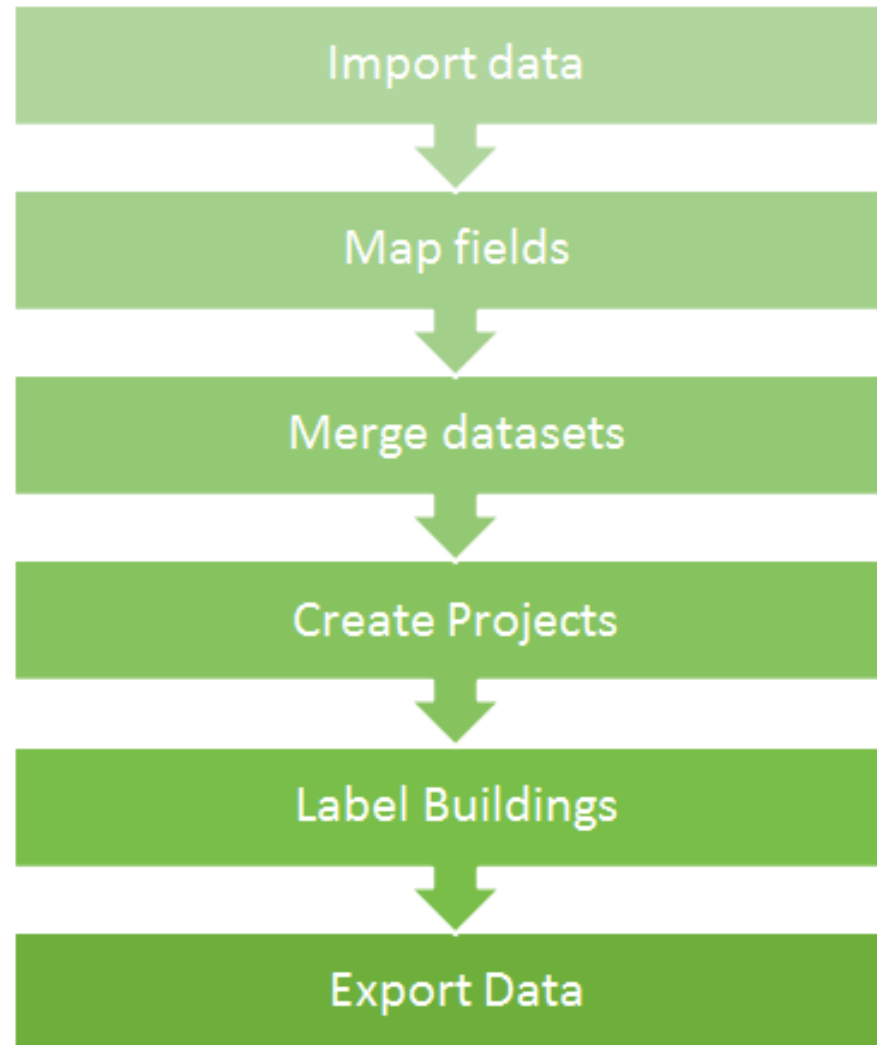 Import data
Map fields
Merge datasets
Create Projects
Label Buildings
Export Data